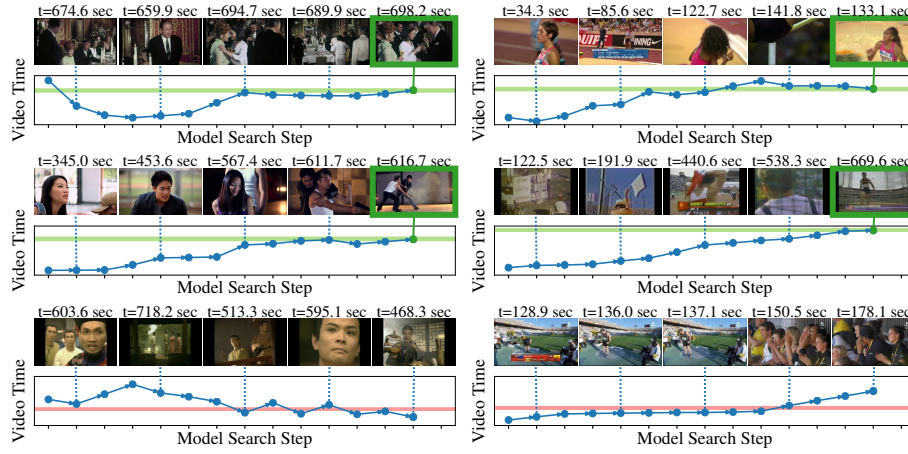 t=674.6 sec t=659.9 sec t=694.7 sec t=689.9 sec t=698.2 sec
Video Time
Model Search Step
t=34.3 sec t=85.6 sec t=122.7 sec t=141.8 sec t=133.1 sec
Video Time
Model Search Step
t=345.0 sec t=453.6 sec t=567.4 sec t=611.7 sec t=616.7 sec
Video Time
Model Search Step
t=122.5 sec t=191.9 sec t=440.6 sec t=538.3 sec t=669.6 sec
Video Time
Model Search Step
t=603.6 sec t=718.2 sec t=513.3 sec t=595.1 sec t=468.3 sec
Video Time
Model Search Step
t=128.9 sec t=136.0 sec t=137.1 sec t=150.5 sec t=178.1 sec
Video Time
Model Search Step